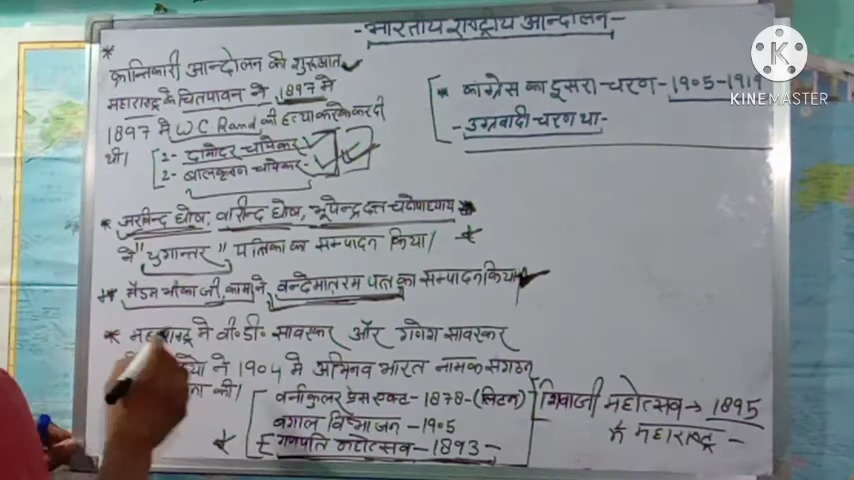 -भारतीय राष्ट्रीय आन्दोलन-
* क्रान्तिकारी आन्दोलन की शुरूआत
महाराष्ट्र के चितपावन ने 1897 मे
1897 मे W C Rand की हत्या करके कर दी
थी।
1- दामोदर चापेकर
2- बालकृष्ण चापेकर
* कांग्रेस का दूसरा-चरण-1905-1919
-उग्रवादी चरण था-
* अरविन्द घोष, वारीन्द्र घोष, भूपेन्द्र दत्त चटोपाध्याय
ने "युगान्तर" पत्रिका का सम्पादन किया।
* मैडम भीकाजी कामा ने वन्देमातरम पत्र का सम्पादन किया
* महाराष्ट्र मे वी०डी० सावरकर और गणेश सावरकर
ने 1904 मे अभिनव भारत नामक संगठन
की।
वर्नाकुलर प्रेस एक्ट- 1878-(लिटन)
बंगाल विभाजन-1905
गणपति महोत्सव-1893-
शिवाजी महोत्सव→1895
मे महाराष्ट्र-
KINEMASTER